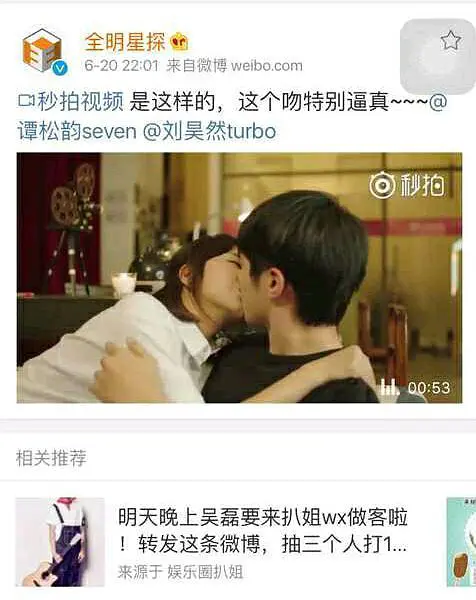 全明星探
6-20 22:01 来自微博 weibo.com
秒拍视频 是这样的，这个吻特别逼真~~~@
谭松韵seven @刘昊然turbo
秒拍
00:53
相关推荐
明天晚上吴磊要来扒姐wx做客啦
！转发这条微博，抽三个人打1...
来源于 娱乐圈扒姐